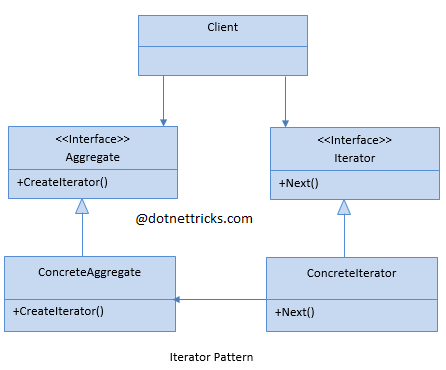 Client
<<Interface>>
Aggregate
+CreateIterator()
<<Interface>>
Iterator
+Next()
@dotnettricks.com
ConcreteAggregate
+CreateIterator()
ConcreteIterator
+Next()
Iterator Pattern